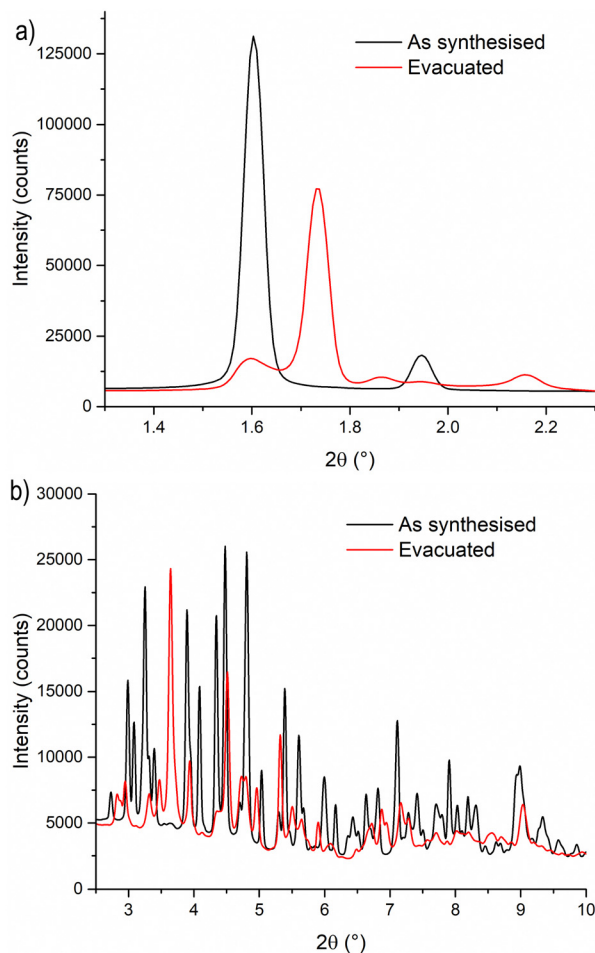 a)
As synthesised
Evacuated
Intensity (counts)
125000
100000
75000
50000
25000
0
1.4 1.6 1.8 2.0 2.2
2θ (°)
b)
As synthesised
Evacuated
Intensity (counts)
30000
25000
20000
15000
10000
5000
0
3 4 5 6 7 8 9 10
2θ (°)